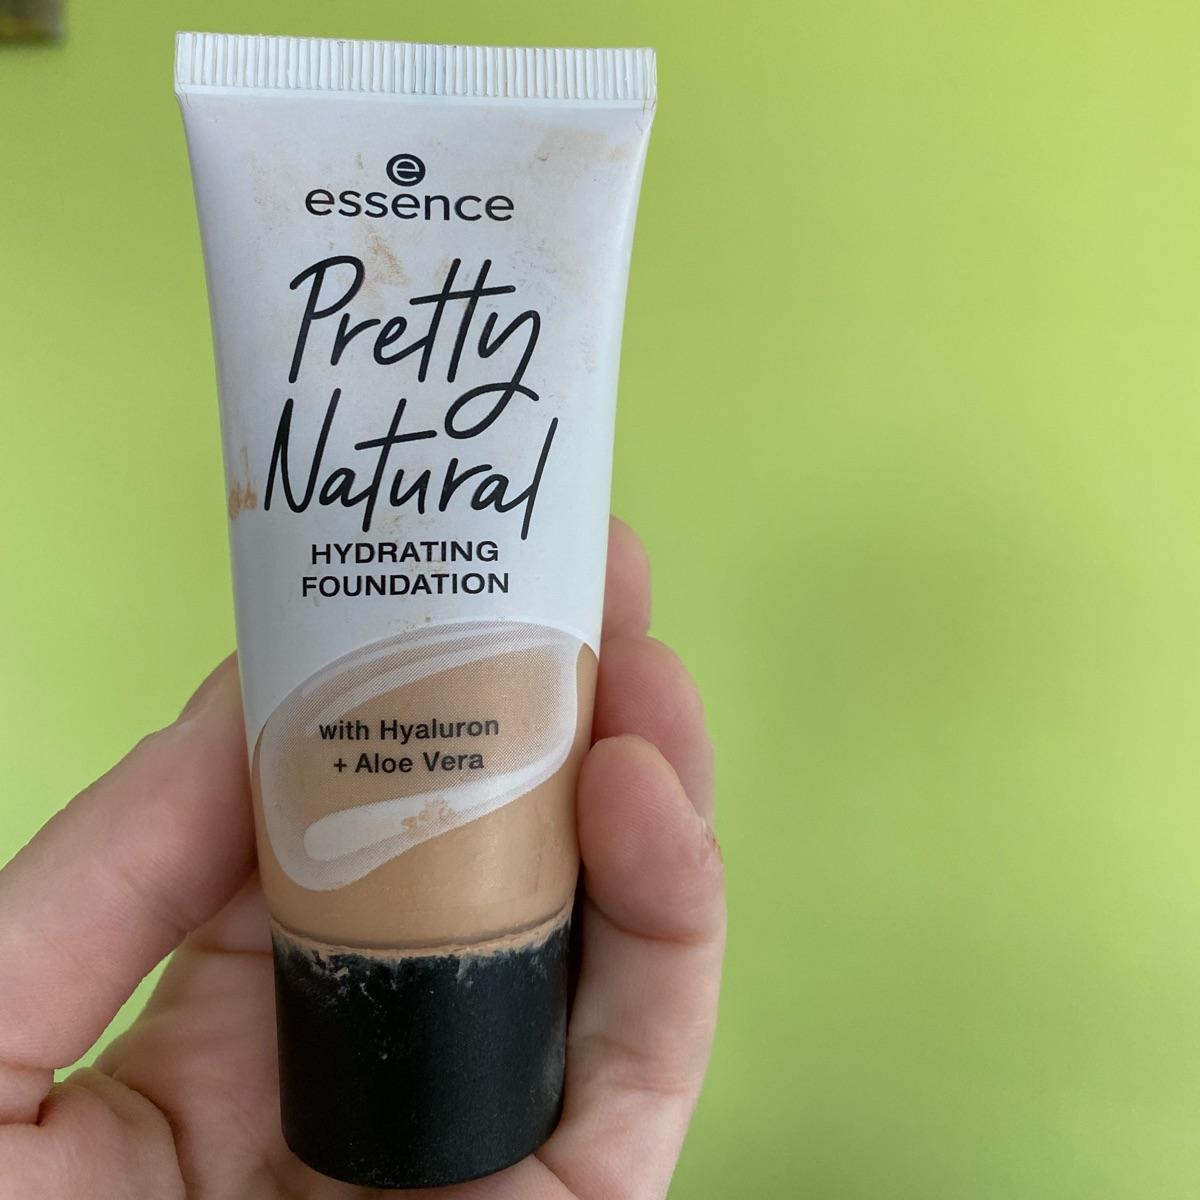 e
essence
Pretty
Natural
HYDRATING
FOUNDATION
with Hyaluron
+ Aloe Vera